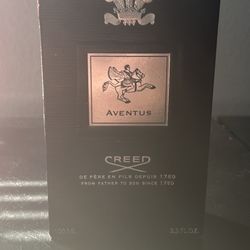 AVENTUS
CREED
DE PÈRE EN FILS DEPUIS 1760
FROM FATHER TO SON SINCE 1760